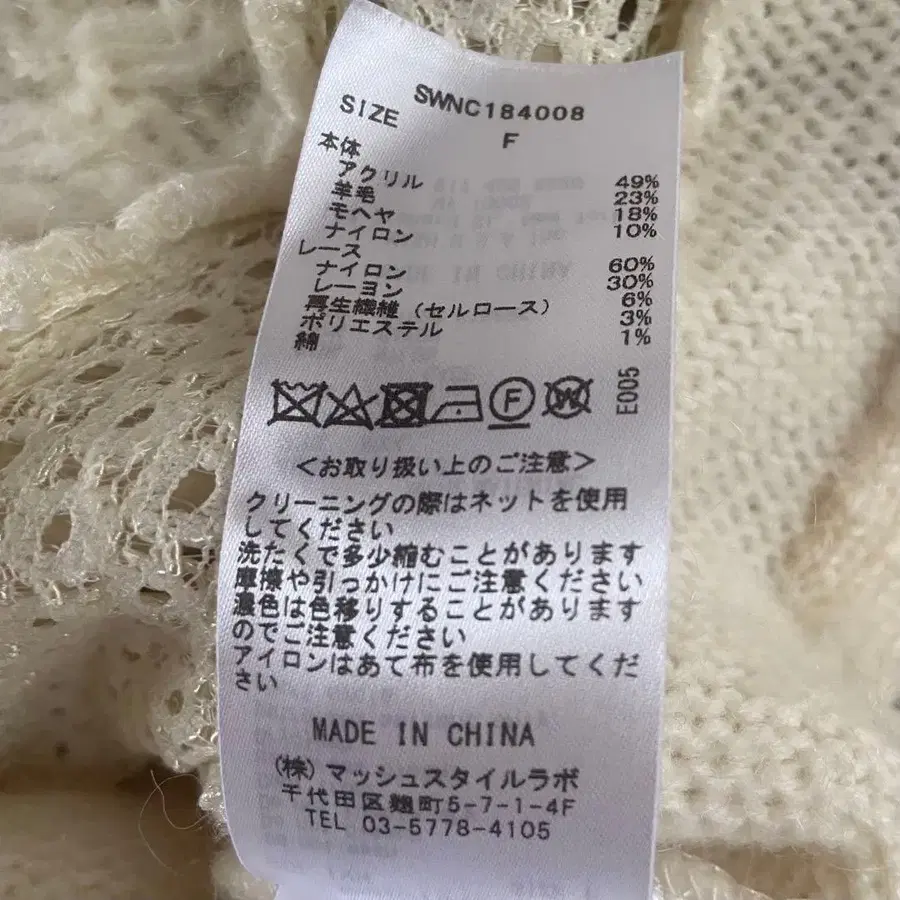 SWNC184008
SIZE F
本体
アクリル 49%
羊毛 23%
モヘヤ 18%
ナイロン 10%
レース
ナイロン 60%
レーヨン 30%
再生繊維(セルロース) 6%
ポリエステル 3%
綿 1%
F W
E005
<お取り扱い上のご注意>
クリーニングの際はネットを使用
してください
洗たくで多少縮むことがあります
摩擦や引っかけにご注意ください
濃色は色移りすることがあります
のでご注意ください
アイロンはあて布を使用してくだ
さい
MADE IN CHINA
(株)マッシュスタイルラボ
千代田区麹町5-7-1-4F
TEL 03-5778-4105